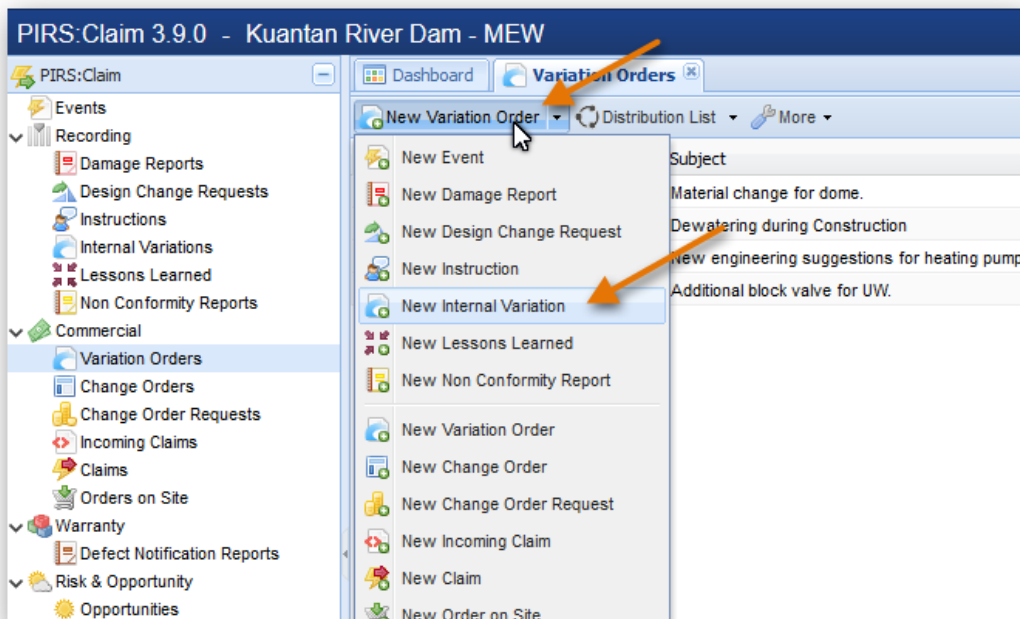 PIRS:Claim 3.9.0 - Kuantan River Dam - MEW
PIRS:Claim
Events
Recording
Damage Reports
Design Change Requests
Instructions
Internal Variations
Lessons Learned
Non Conformity Reports
Commercial
Variation Orders
Change Orders
Change Order Requests
Incoming Claims
Claims
Orders on Site
Warranty
Defect Notification Reports
Risk & Opportunity
Opportunities
Dashboard
Variation Orders
New Variation Order
Distribution List
More
New Event
New Damage Report
New Design Change Request
New Instruction
New Internal Variation
New Lessons Learned
New Non Conformity Report
New Variation Order
New Change Order
New Change Order Request
New Incoming Claim
New Claim
New Order on Site
Subject
Material change for dome.
Dewatering during Construction
New engineering suggestions for heating pump
Additional block valve for UW.